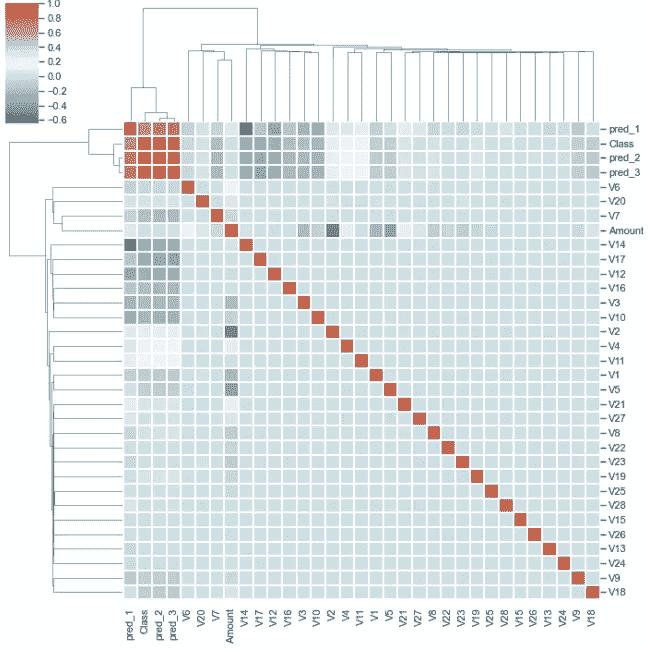 1.0
0.8
0.6
0.4
0.2
0.0
−0.2
−0.4
−0.6
pred_1
Class
pred_2
pred_3
V6
V20
V7
Amount
V14
V17
V12
V16
V3
V10
V2
V4
V11
V1
V5
V21
V27
V8
V22
V23
V19
V25
V28
V15
V26
V13
V24
V9
V18
pred_1 Class pred_2 pred_3 V6 V20 V7 Amount V14 V17 V12 V16 V3 V10 V2 V4 V11 V1 V5 V21 V27 V8 V22 V23 V19 V25 V28 V15 V26 V13 V24 V9 V18